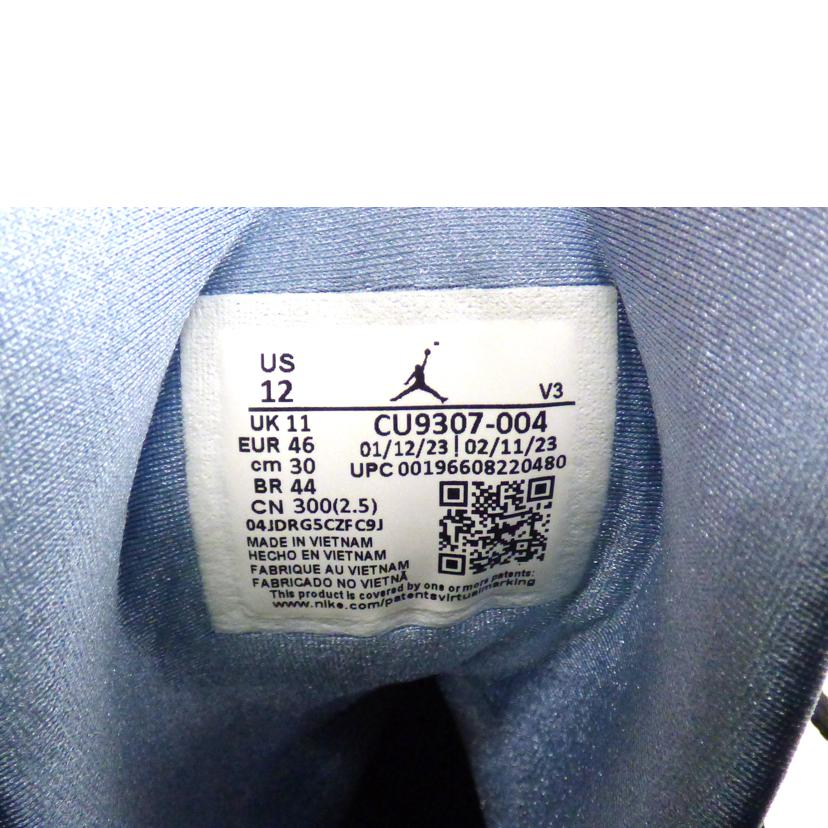 US
12
V3
UK 11
CU9307-004
EUR 46
01/12/23 | 02/11/23
cm 30
UPC 00196608220480
BR 44
CN 300(2.5)
04JDRG5CZFC9J
MADE IN VIETNAM
HECHO EN VIETNAM
FABRIQUE AU VIETNAM
FABRICADO NO VIETNÃ
This product is covered by one or more patents:
www.nike.com/patentsvirtualmarking